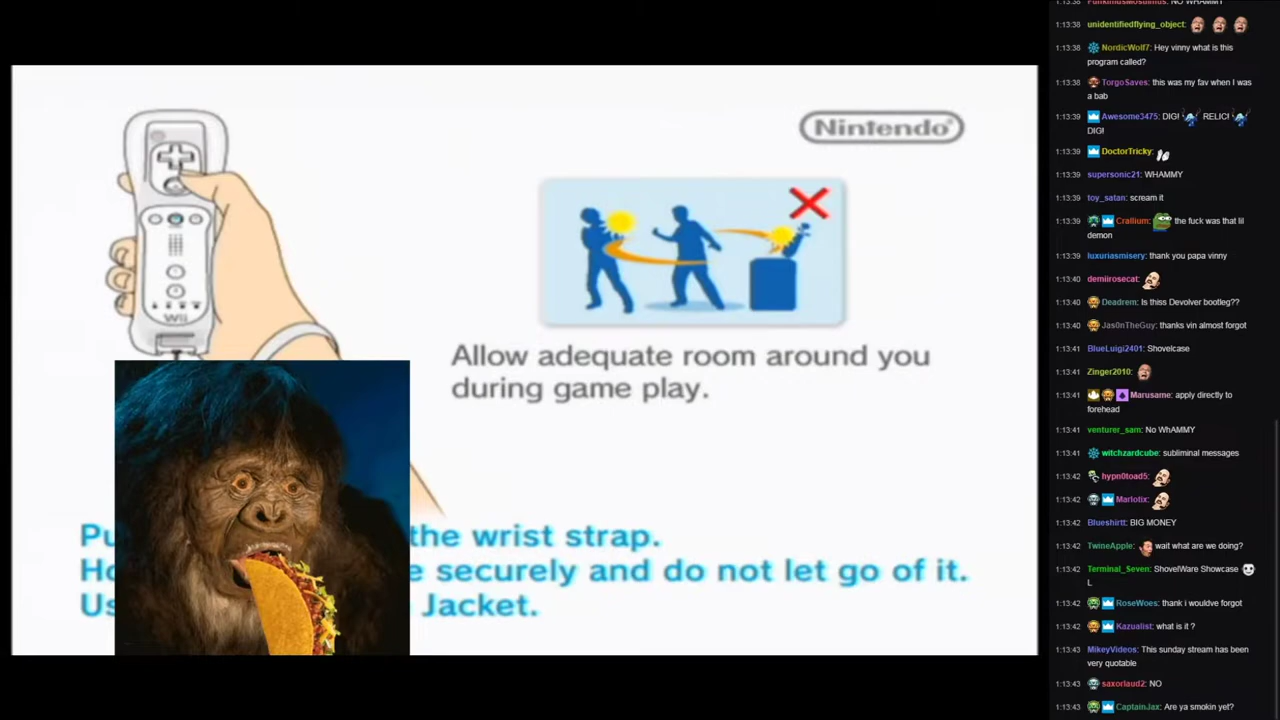 Nintendo
Wii
Allow adequate room around you
during game play.
Pu the wrist strap.
Ho e securely and do not let go of it.
Us Jacket.
1:13:38
1:13:38 unidentifiedflying_object:
1:13:38 NordicWolf7: Hey vinny what is this
program called?
1:13:38 TorgoSaves: this was my fav when I was
a bab
1:13:39 Awesome3475: DIG! RELIC!
DIG!
1:13:39 DoctorTricky:
1:13:39 supersonic21: WHAMMY
1:13:39 toy_satan: scream it
1:13:39 Crallium: the fuck was that lil
demon
1:13:39 luxuriasmisery: thank you papa vinny
1:13:40 demiirosecat:
1:13:40 Deadrem: Is thiss Devolver bootleg??
1:13:40 Jas0nTheGuy: thanks vin almost forgot
1:13:41 BlueLuigi2401: Shovelcase
1:13:41 Zinger2010:
1:13:41 Marusame: apply directly to
forehead
1:13:41 venturer_sam: No WhAMMY
1:13:41 witchzardcube: subliminal messages
1:13:42 hypn0toad5:
1:13:42 Marlotix:
1:13:42 Blueshirtt: BIG MONEY
1:13:42 TwineApple: wait what are we doing?
1:13:42 Terminal_Seven: ShovelWare Showcase
L
1:13:42 RoseWoes: thank i wouldve forgot
1:13:42 Kazualist: what is it ?
1:13:43 MikeyVideos: This sunday stream has been
very quotable
1:13:43 saxorlaud2: NO
1:13:43 CaptainJax: Are ya smokin yet?